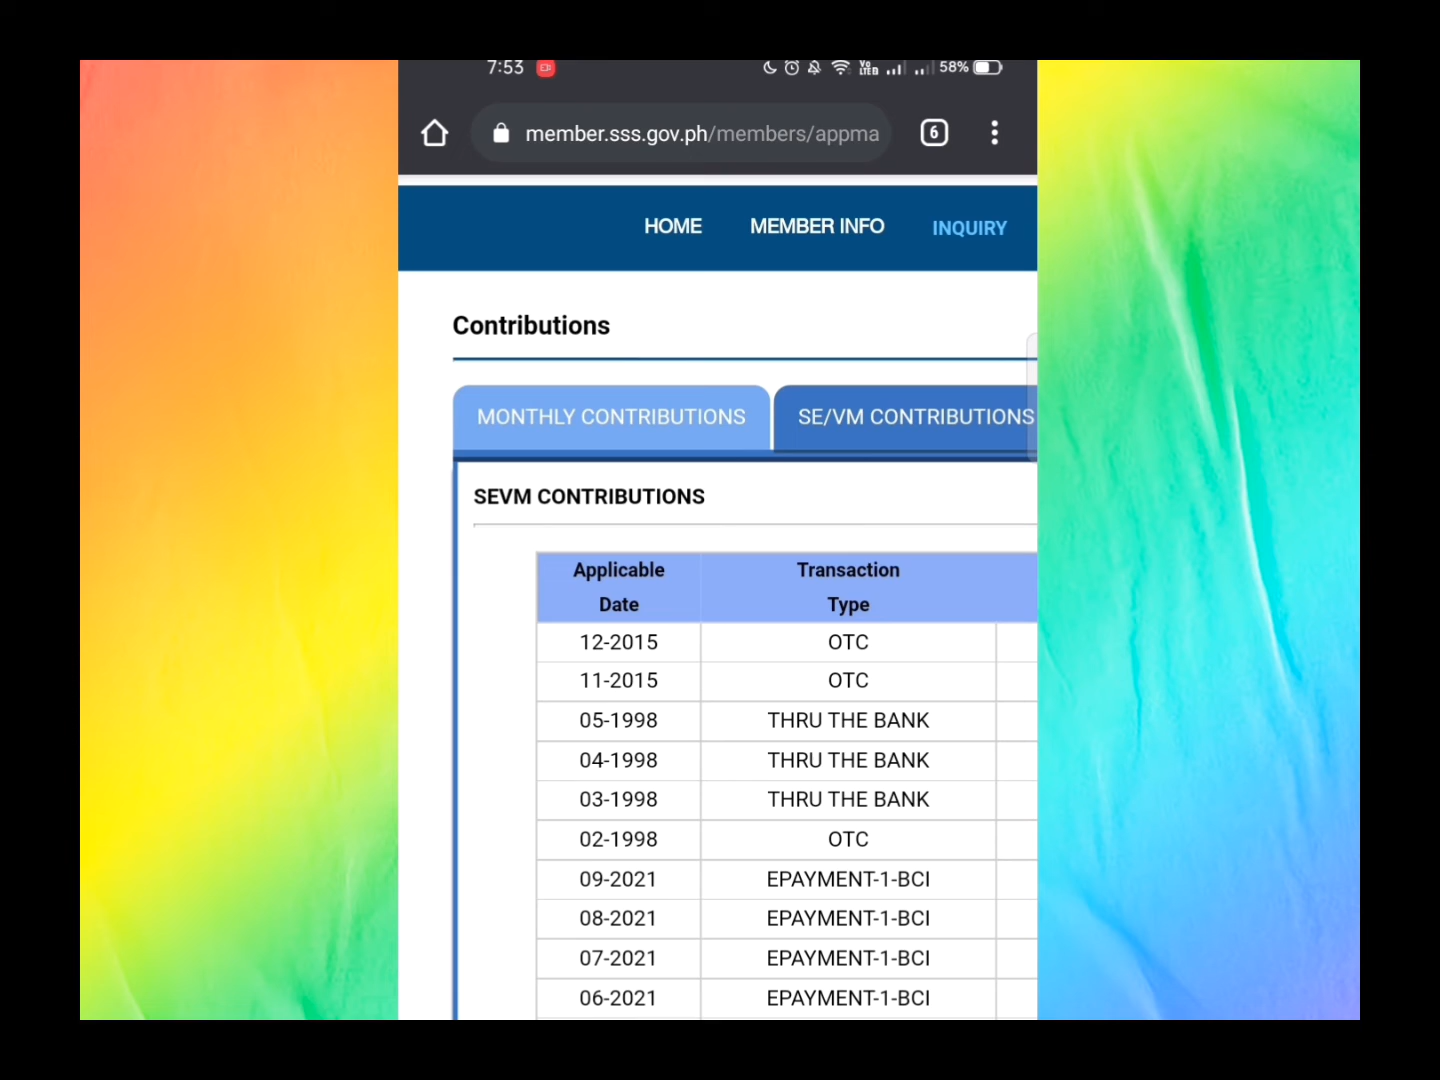 7:53 Vo LTE 58%
member.sss.gov.ph/members/appma 6
HOME MEMBER INFO INQUIRY
Contributions
MONTHLY CONTRIBUTIONS SE/VM CONTRIBUTIONS
SEVM CONTRIBUTIONS
Applicable Transaction
Date Type
12-2015 OTC
11-2015 OTC
05-1998 THRU THE BANK
04-1998 THRU THE BANK
03-1998 THRU THE BANK
02-1998 OTC
09-2021 EPAYMENT-1-BCI
08-2021 EPAYMENT-1-BCI
07-2021 EPAYMENT-1-BCI
06-2021 EPAYMENT-1-BCI